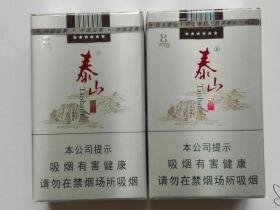 泰山
Taishan
本公司提示
吸烟有害健康
请勿在禁烟场所吸烟
泰山
Taishan
本公司提示
吸烟有害健康
请勿在禁烟场所吸烟